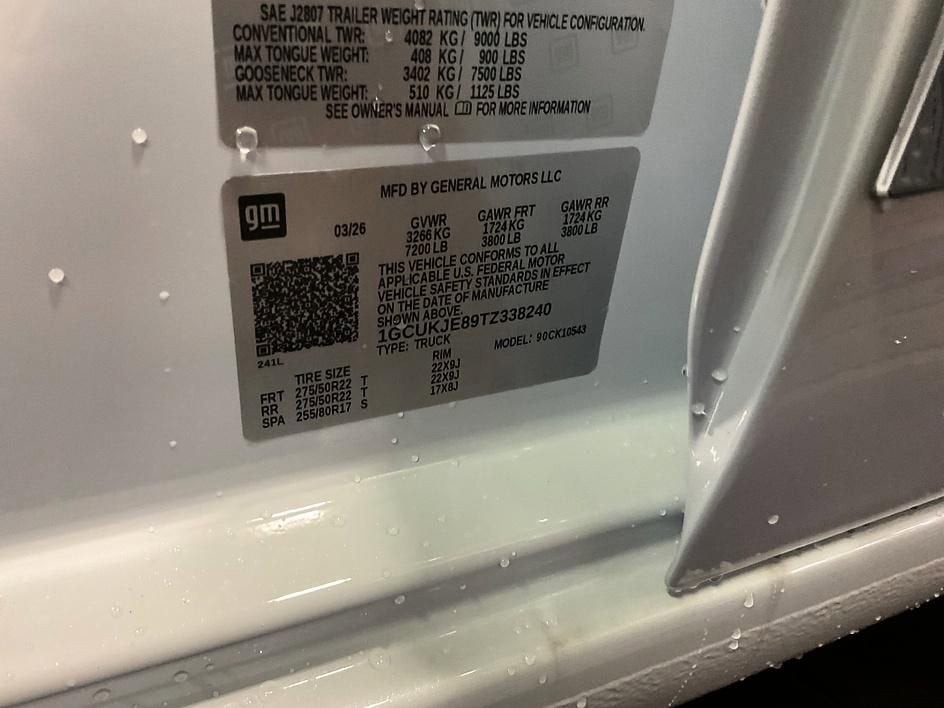 SAE J2807 TRAILER WEIGHT RATING (TWR) FOR VEHICLE CONFIGURATION.
CONVENTIONAL TWR: 4082 KG / 9000 LBS
MAX TONGUE WEIGHT: 408 KG / 900 LBS
GOOSENECK TWR: 3402 KG / 7500 LBS
MAX TONGUE WEIGHT: 510 KG / 1125 LBS
SEE OWNER'S MANUAL FOR MORE INFORMATION
MFD BY GENERAL MOTORS LLC
gm
03/26
GVWR GAWR FRT GAWR RR
3266 KG 1724 KG 1724 KG
7200 LB 3800 LB 3800 LB
THIS VEHICLE CONFORMS TO ALL
APPLICABLE U.S. FEDERAL MOTOR
VEHICLE SAFETY STANDARDS IN EFFECT
ON THE DATE OF MANUFACTURE
SHOWN ABOVE.
1GCUKJE89TZ338240
TYPE: TRUCK MODEL: 90CK10543
241L
TIRE SIZE RIM
FRT 275/50R22 T 22X9J
RR 275/50R22 T 22X9J
SPA 255/80R17 S 17X8J